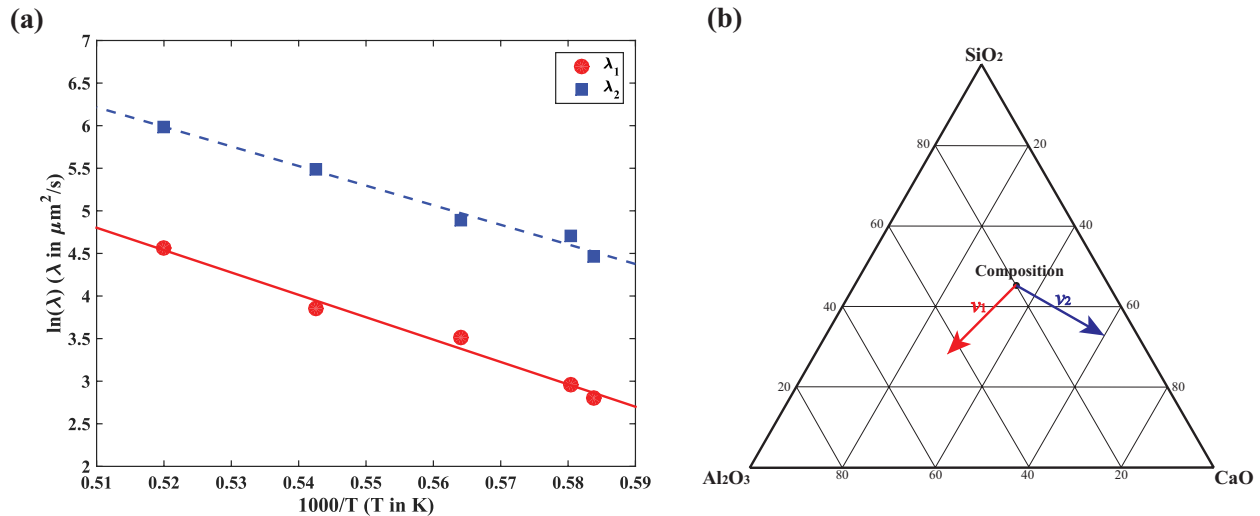 (a)
6.5
6
5.5
5
4.5
4
3.5
3
2.5
2
ln(λ) (λ in μm²/s)
λ₁
λ₂
0.51 0.52 0.53 0.54 0.55 0.56 0.57 0.58 0.59
1000/T (T in K)
7
(b)
SiO₂
80 20
60 40
Composition
v₁ v₂
40 60
20 80
Al₂O₃ 80 60 40 20 CaO